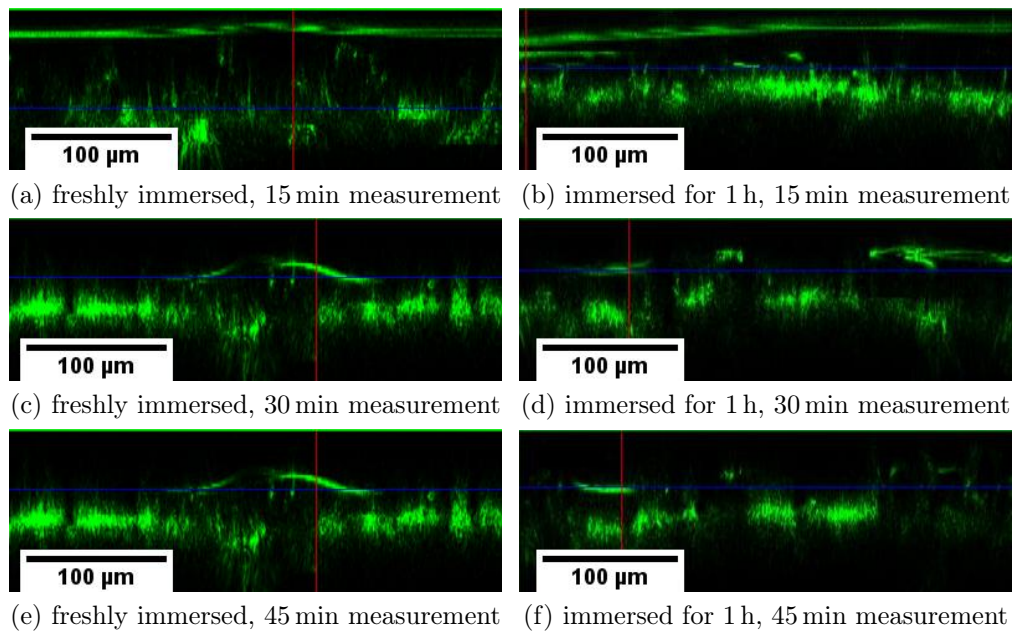 100 µm
100 µm
(a) freshly immersed, 15 min measurement
(b) immersed for 1 h, 15 min measurement
100 µm
100 µm
(c) freshly immersed, 30 min measurement
(d) immersed for 1 h, 30 min measurement
100 µm
100 µm
(e) freshly immersed, 45 min measurement
(f) immersed for 1 h, 45 min measurement